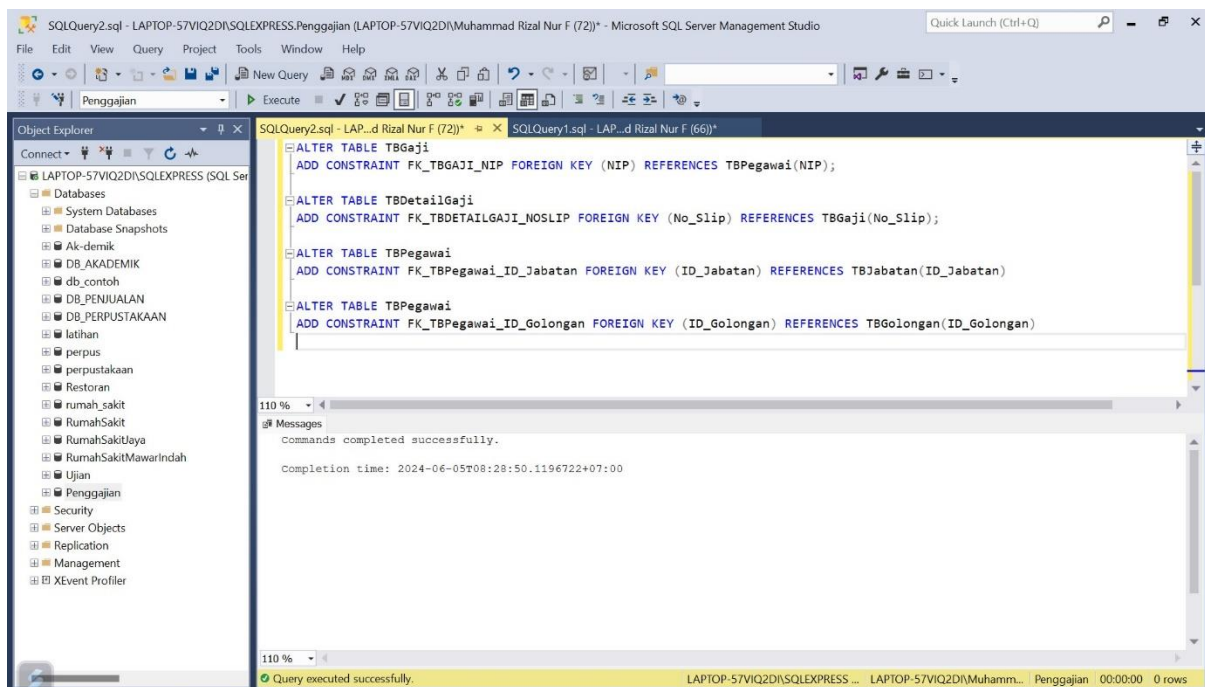 SQLQuery2.sql - LAPTOP-57VIQ2DI\SQLEXPRESS.Penggajian (LAPTOP-57VIQ2DI\Muhammad Rizal Nur F (72))* - Microsoft SQL Server Management Studio
Quick Launch (Ctrl+Q)
File Edit View Query Project Tools Window Help
New Query
Penggajian
Execute
Object Explorer
SQLQuery2.sql - LAP...d Rizal Nur F (72))*
SQLQuery1.sql - LAP...d Rizal Nur F (66))*
Connect
LAPTOP-57VIQ2DI\SQLEXPRESS (SQL Ser
Databases
System Databases
Database Snapshots
Ak-demik
DB_AKADEMIK
db_contoh
DB_PENJUALAN
DB_PERPUSTAKAAN
latihan
perpus
perpustakaan
Restoran
rumah_sakit
RumahSakit
RumahSakitJaya
RumahSakitMawarIndah
Ujian
Penggajian
Security
Server Objects
Replication
Management
XEvent Profiler
ALTER TABLE TBGaji
ADD CONSTRAINT FK_TBGAJI_NIP FOREIGN KEY (NIP) REFERENCES TBPegawai(NIP);
ALTER TABLE TBDetailGaji
ADD CONSTRAINT FK_TBDETAILGAJI_NOSLIP FOREIGN KEY (No_Slip) REFERENCES TBGaji(No_Slip);
ALTER TABLE TBPegawai
ADD CONSTRAINT FK_TBPegawai_ID_Jabatan FOREIGN KEY (ID_Jabatan) REFERENCES TBJabatan(ID_Jabatan)
ALTER TABLE TBPegawai
ADD CONSTRAINT FK_TBPegawai_ID_Golongan FOREIGN KEY (ID_Golongan) REFERENCES TBGolongan(ID_Golongan)
110 %
Messages
Commands completed successfully.
Completion time: 2024-06-05T08:28:50.1196722+07:00
110 %
Query executed successfully.
LAPTOP-57VIQ2DI\SQLEXPRESS ... LAPTOP-57VIQ2DI\Muhamm... Penggajian 00:00:00 0 rows